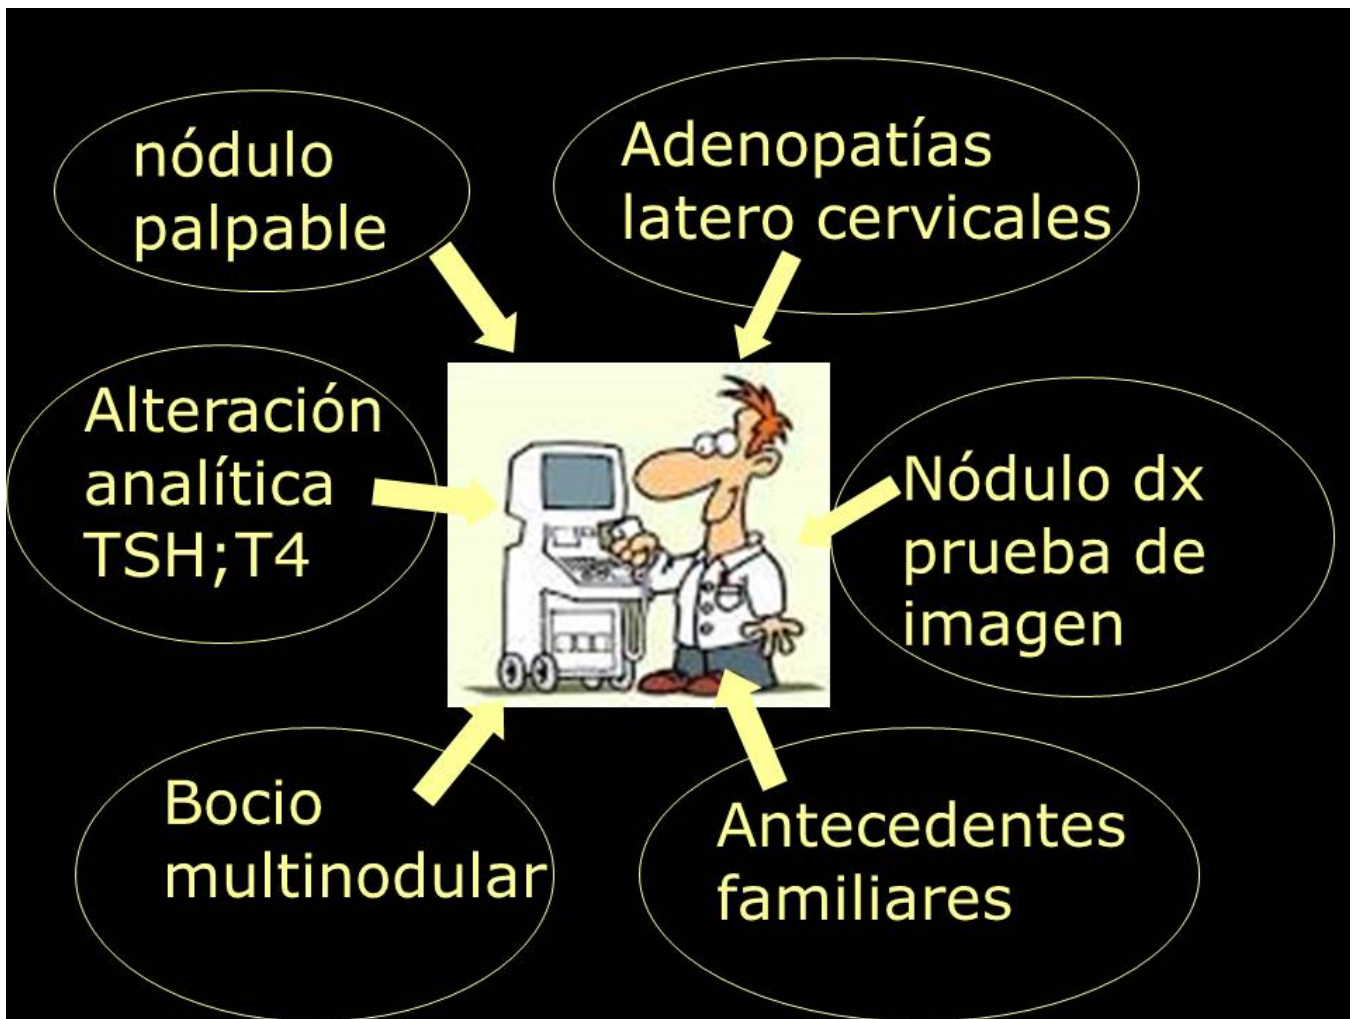 nódulo
palpable
Adenopatías
latero cervicales
Alteración
analítica
TSH;T4
Nódulo dx
prueba de
imagen
Bocio
multinodular
Antecedentes
familiares